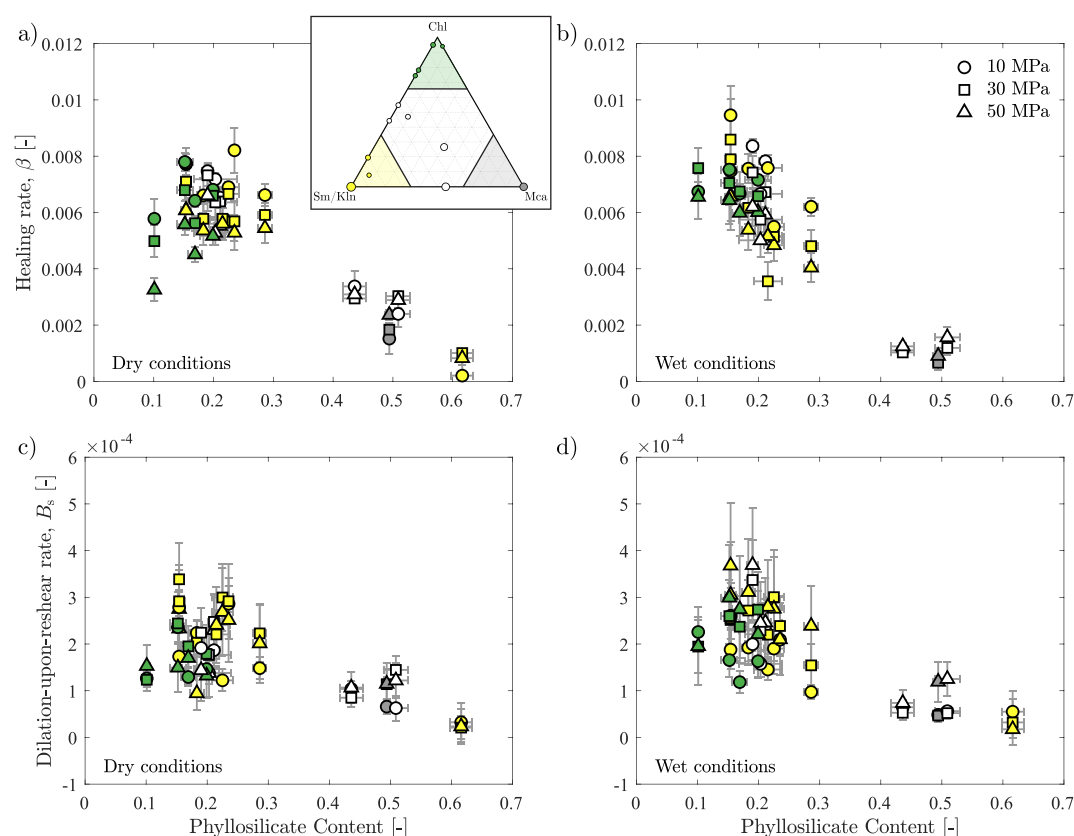 a)
b)
Chl
Sm/Kln
Mca
10 MPa
30 MPa
50 MPa
0.012
0.01
0.008
0.006
0.004
0.002
0
Healing rate, β [-]
Dry conditions
0 0.1 0.2 0.3 0.4 0.5 0.6 0.7
0.012
0.01
0.008
0.006
0.004
0.002
0
Wet conditions
0 0.1 0.2 0.3 0.4 0.5 0.6 0.7
c)
d)
×10⁻⁴
6
5
4
3
2
1
0
-1
Dilation-upon-reshear rate, Bₛ [-]
Dry conditions
0 0.1 0.2 0.3 0.4 0.5 0.6 0.7
Phyllosilicate Content [-]
×10⁻⁴
6
5
4
3
2
1
0
-1
Wet conditions
0 0.1 0.2 0.3 0.4 0.5 0.6 0.7
Phyllosilicate Content [-]